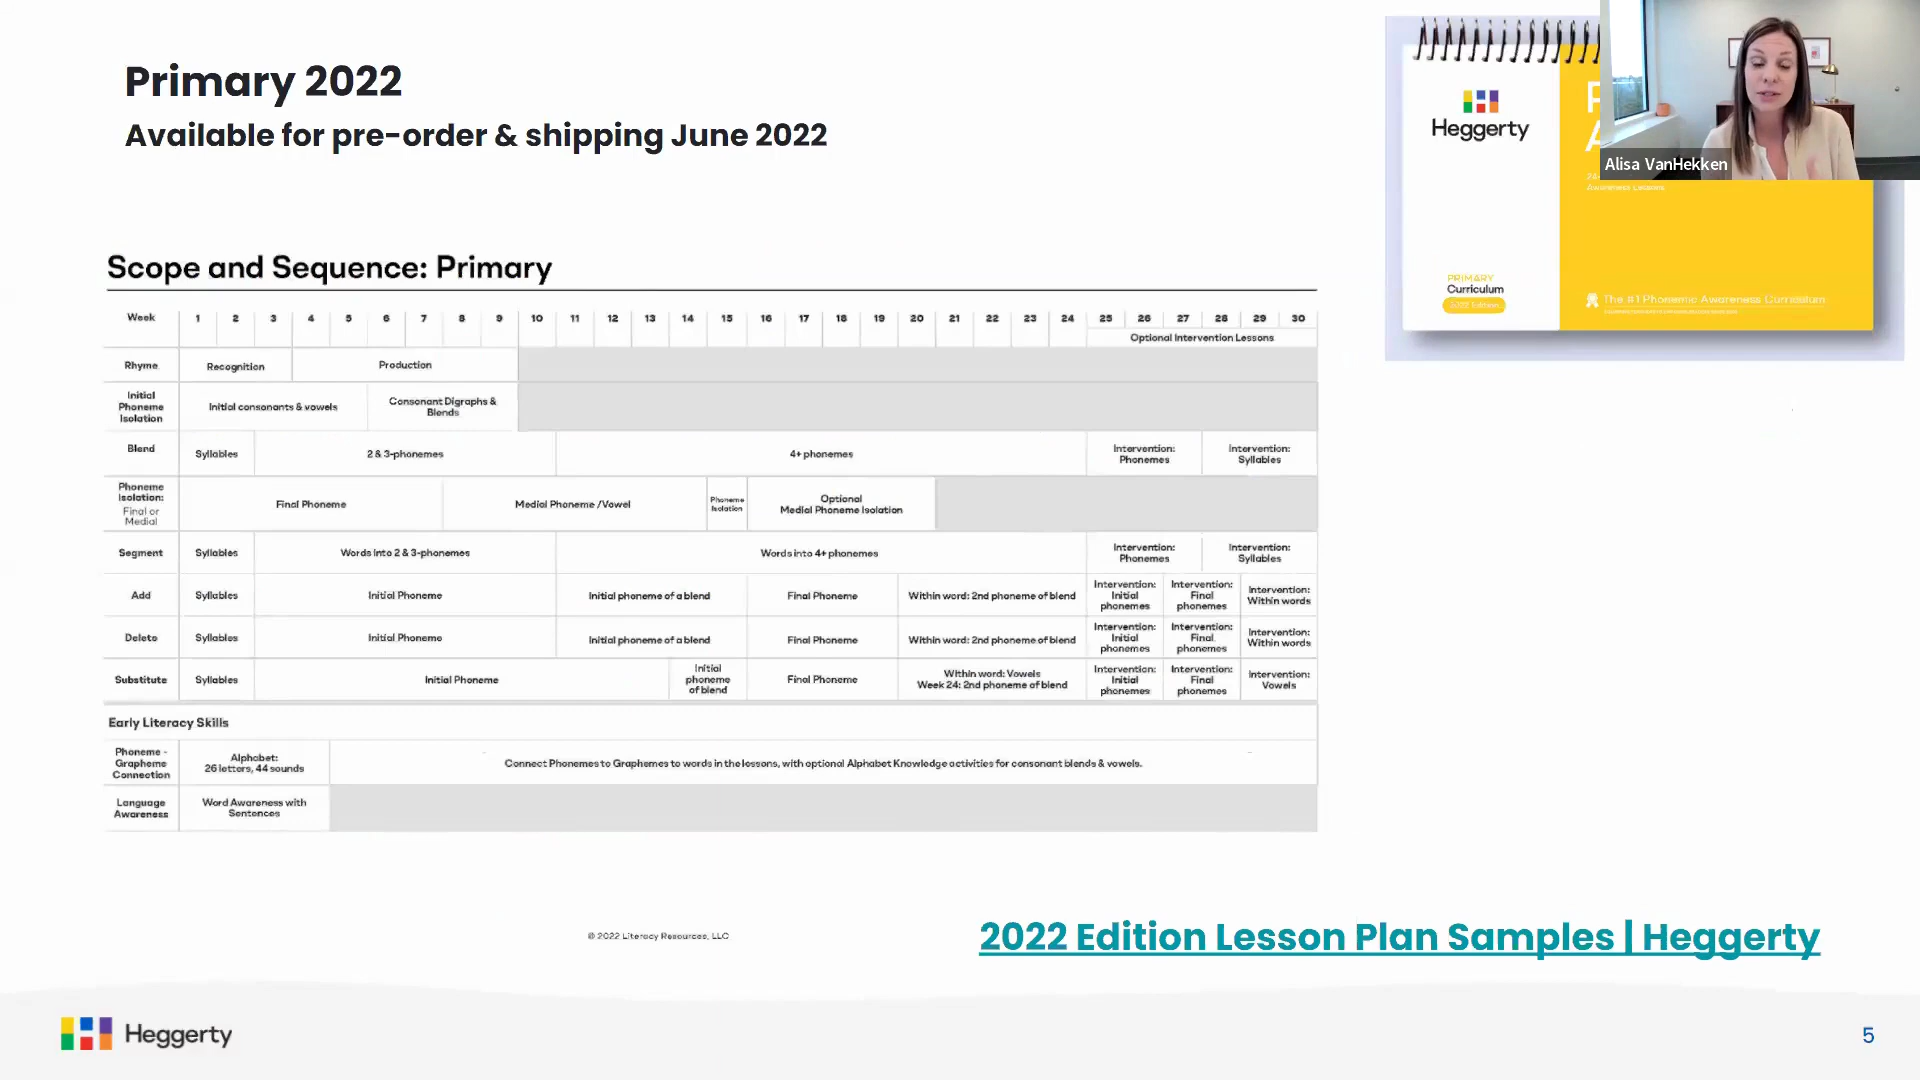 Primary 2022
Available for pre-order & shipping June 2022
Heggerty
Alisa VanHekken
Awareness Lessons
PRIMARY
Curriculum
2022 Edition
The #1 Phonemic Awareness Curriculum
Scope and Sequence: Primary
Week 1 2 3 4 5 6 7 8 9 10 11 12 13 14 15 16 17 18 19 20 21 22 23 24 25 26 27 28 29 30
Optional Intervention Lessons
Rhyme Recognition Production
Initial Phoneme Isolation Initial consonants & vowels Consonant Digraphs & Blends
Blend Syllables 2 & 3-phonemes 4+ phonemes Intervention: Phonemes Intervention: Syllables
Phoneme Isolation: Final or Medial Final Phoneme Medial Phoneme /Vowel Phoneme Isolation Optional Medial Phoneme Isolation
Segment Syllables Words into 2 & 3-phonemes Words into 4+ phonemes Intervention: Phonemes Intervention: Syllables
Add Syllables Initial Phoneme Initial phoneme of a blend Final Phoneme Within word: 2nd phoneme of blend Intervention: Initial phonemes Intervention: Final phonemes Intervention: Within words
Delete Syllables Initial Phoneme Initial phoneme of a blend Final Phoneme Within word: 2nd phoneme of blend Intervention: Initial phonemes Intervention: Final phonemes Intervention: Within words
Substitute Syllables Initial Phoneme Initial phoneme of blend Final Phoneme Within word: Vowels Week 24: 2nd phoneme of blend Intervention: Initial phonemes Intervention: Final phonemes Intervention: Vowels
Early Literacy Skills
Phoneme - Grapheme Connection Alphabet: 26 letters, 44 sounds Connect Phonemes to Graphemes to words in the lessons, with optional Alphabet Knowledge activities for consonant blends & vowels.
Language Awareness Word Awareness with Sentences
© 2022 Literacy Resources, LLC
2022 Edition Lesson Plan Samples | Heggerty
Heggerty
5